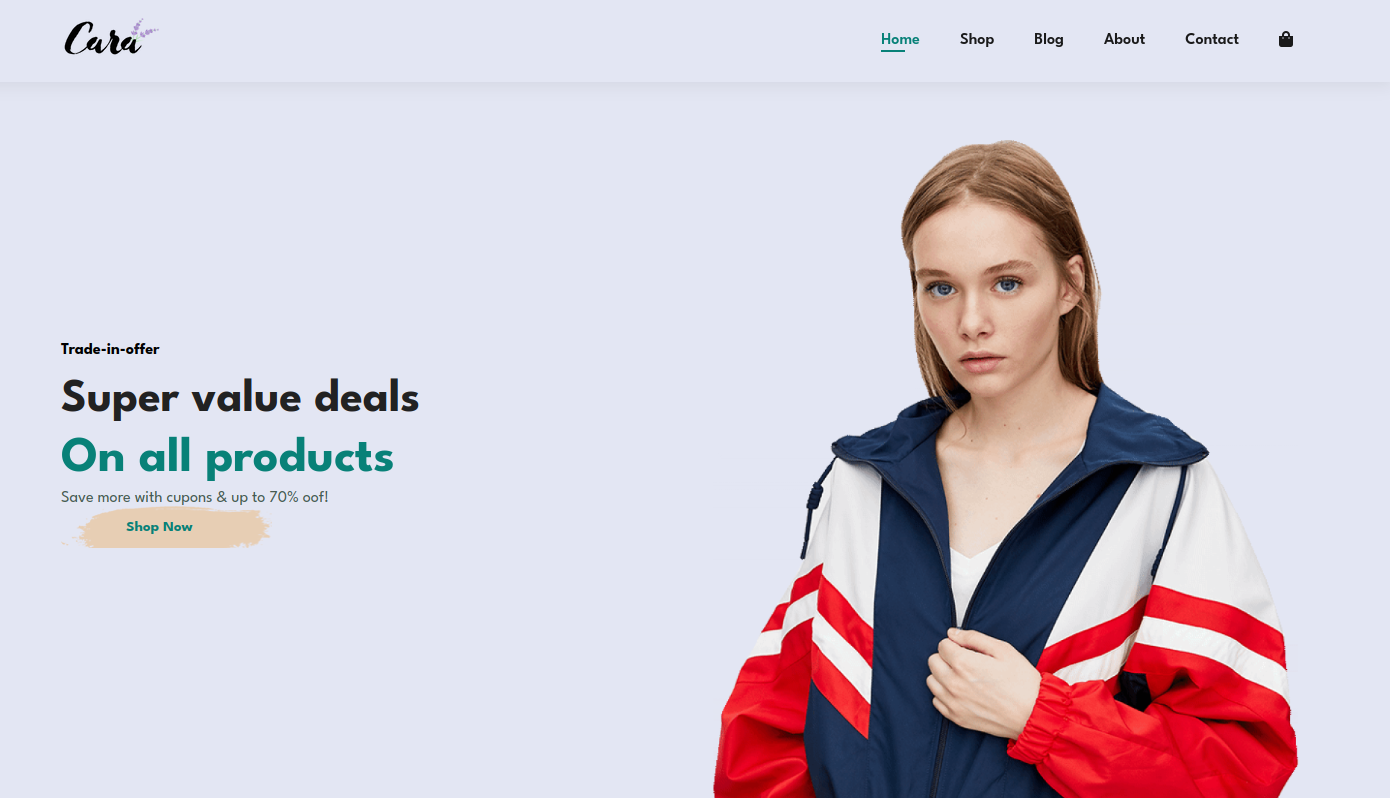 Cara
Home Shop Blog About Contact
Trade-in-offer
Super value deals
On all products
Save more with cupons & up to 70% oof!
Shop Now